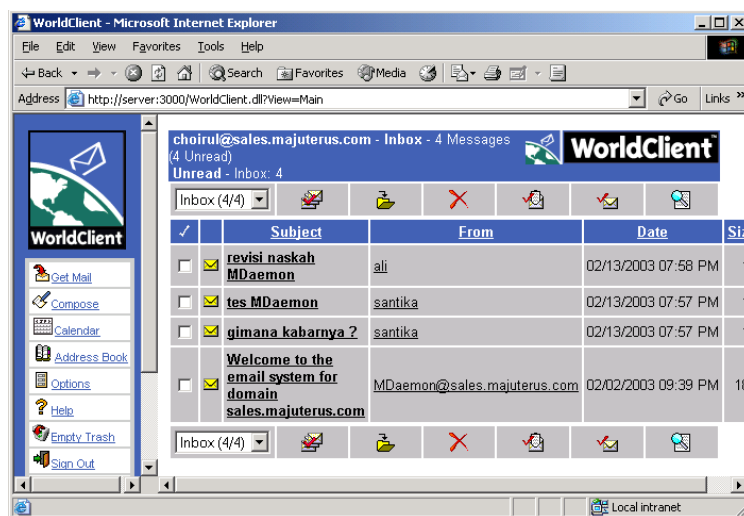 WorldClient - Microsoft Internet Explorer
File Edit View Favorites Tools Help
Back Search Favorites Media
Address http://server:3000/WorldClient.dll?View=Main Go Links »
WorldClient
Get Mail
Compose
Calendar
Address Book
Options
Help
Empty Trash
Sign Out
choirul@sales.majuterus.com - Inbox - 4 Messages
(4 Unread)
Unread - Inbox: 4
WorldClient
Inbox (4/4)
Subject From Date Siz
revisi naskah
MDaemon ali 02/13/2003 07:58 PM
tes MDaemon santika 02/13/2003 07:57 PM
gimana kabarnya ? santika 02/13/2003 07:57 PM
Welcome to the
email system for
domain
sales.majuterus.com MDaemon@sales.majuterus.com 02/02/2003 09:39 PM 18
Inbox (4/4)
Local intranet